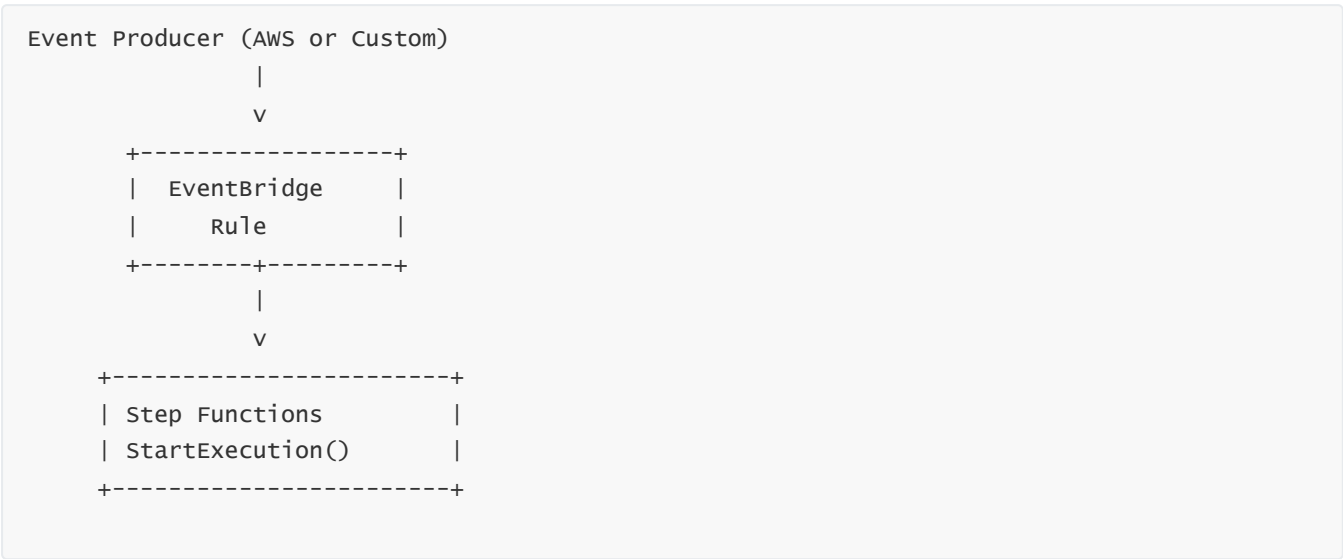 Event Producer (AWS or Custom)
                |
                v
       +------------------+
       |  EventBridge     |
       |     Rule         |
       +--------+---------+
                |
                v
     +------------------------+
     | Step Functions         |
     | StartExecution()       |
     +------------------------+